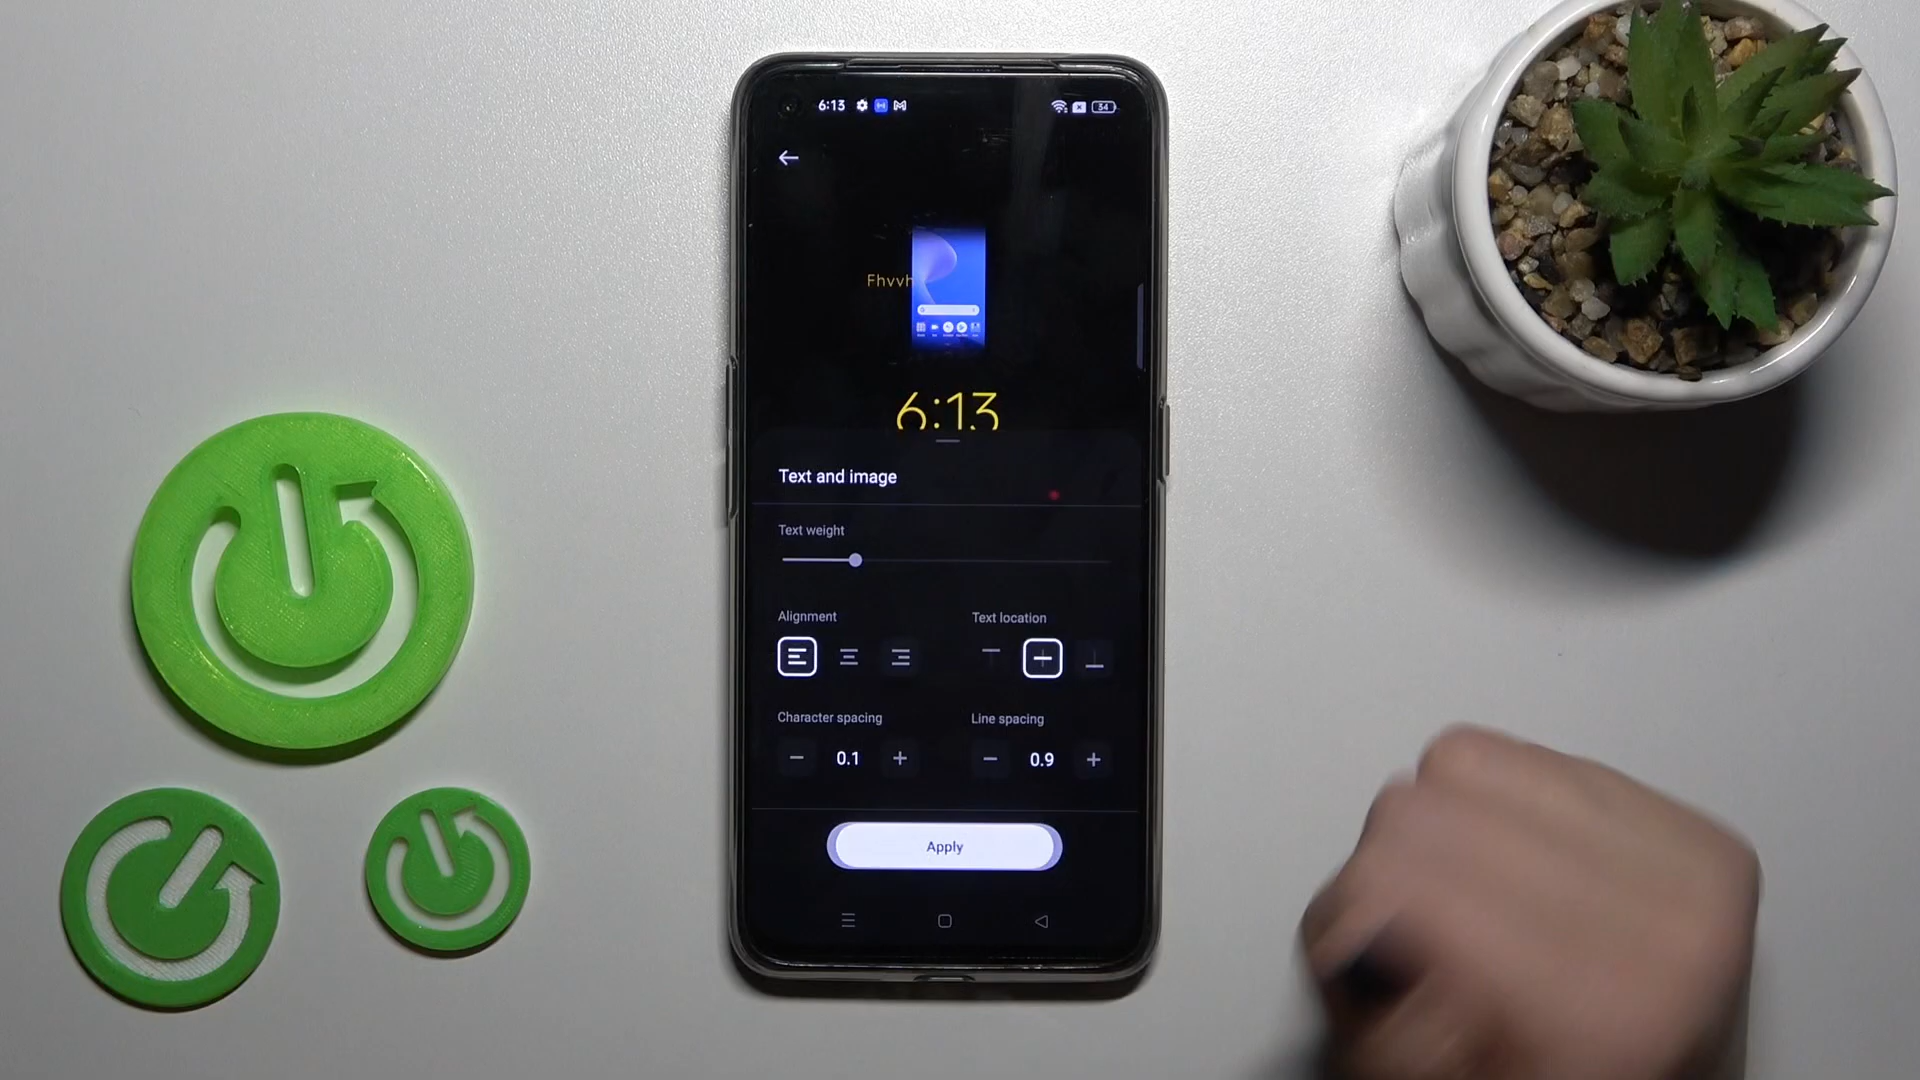 6:13
34
Fhvvh
6:13
Text and image
Text weight
Alignment
Text location
Character spacing
Line spacing
0.1
0.9
Apply